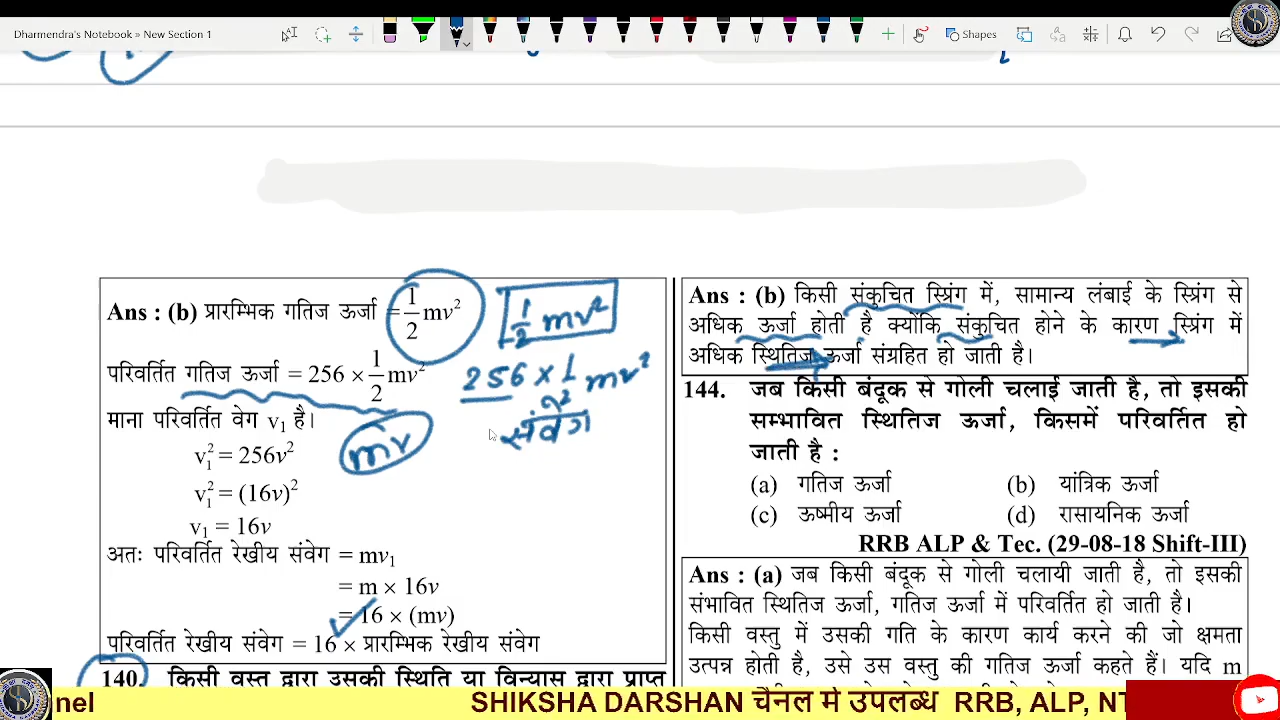 Dharmendra's Notebook » New Section 1
Shapes
Ans : (b) प्रारम्भिक गतिज ऊर्जा = 1/2 mv²
1/2 mv²
परिवर्तित गतिज ऊर्जा = 256 × 1/2 mv²
256 × 1/2 mv²
माना परिवर्तित वेग v₁ है।
संवेग
mv
v₁² = 256v²
v₁² = (16v)²
v₁ = 16v
अतः परिवर्तित रेखीय संवेग = mv₁
= m × 16v
= 16 × (mv)
परिवर्तित रेखीय संवेग = 16 × प्रारम्भिक रेखीय संवेग
140. किसी वस्तु द्वारा उसकी स्थिति या विन्यास द्वारा प्राप्त
Ans : (b) किसी संकुचित स्प्रिंग में, सामान्य लंबाई के स्प्रिंग से
अधिक ऊर्जा होती है क्योंकि संकुचित होने के कारण स्प्रिंग में
अधिक स्थितिज ऊर्जा संग्रहित हो जाती है।
144. जब किसी बंदूक से गोली चलाई जाती है, तो इसकी
सम्भावित स्थितिज ऊर्जा, किसमें परिवर्तित हो
जाती है :
(a) गतिज ऊर्जा (b) यांत्रिक ऊर्जा
(c) ऊष्मीय ऊर्जा (d) रासायनिक ऊर्जा
RRB ALP & Tec. (29-08-18 Shift-III)
Ans : (a) जब किसी बंदूक से गोली चलायी जाती है, तो इसकी
संभावित स्थितिज ऊर्जा, गतिज ऊर्जा में परिवर्तित हो जाती है।
किसी वस्तु में उसकी गति के कारण कार्य करने की जो क्षमता
उत्पन्न होती है, उसे उस वस्तु की गतिज ऊर्जा कहते हैं। यदि m
nel SHIKSHA DARSHAN चैनल में उपलब्ध RRB, ALP, NT